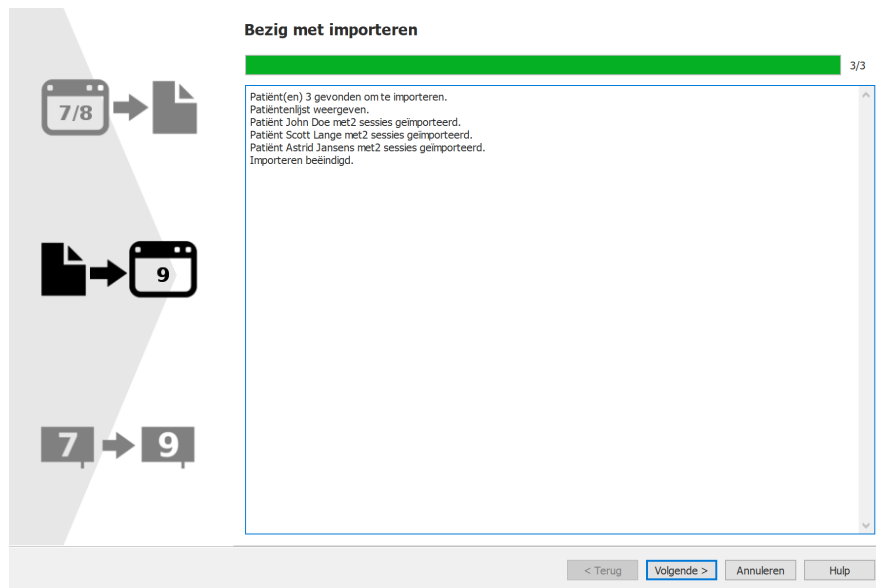 Bezig met importeren
3/3
Patiënt(en) 3 gevonden om te importeren.
Patiëntenlijst weergeven.
Patiënt John Doe met2 sessies geïmporteerd.
Patiënt Scott Lange met2 sessies geïmporteerd.
Patiënt Astrid Jansens met2 sessies geïmporteerd.
Importeren beëindigd.
7/8
9
7 9
< Terug Volgende > Annuleren Hulp